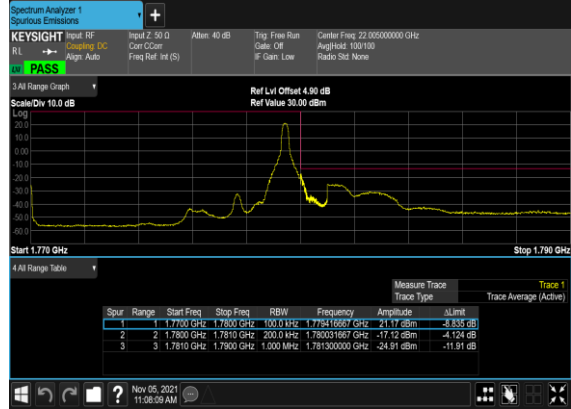 Spectrum Analyzer 1
Spurious Emissions
KEYSIGHT Input: RF Input Z: 50 Ω Atten: 40 dB Trig: Free Run Center Freq: 22.005000000 GHz
RL Coupling: DC Corr CCorr Gate: Off Avg|Hold: 100/100
Align: Auto Freq Ref: Int (S) IF Gain: Low Radio Std: None
LW PASS
3 All Range Graph Ref Lvl Offset 4.90 dB
Scale/Div 10.0 dB Ref Value 30.00 dBm
Log
20.0
10.0
0.00
-10.0
-20.0
-30.0
-40.0
-50.0
-60.0
Start 1.770 GHz Stop 1.790 GHz
4 All Range Table
Measure Trace Trace 1
Trace Type Trace Average (Active)
Spur Range Start Freq Stop Freq RBW Frequency Amplitude ΔLimit
1 1 1.7700 GHz 1.7800 GHz 100.0 kHz 1.779416667 GHz 21.17 dBm -8.835 dB
2 2 1.7800 GHz 1.7810 GHz 200.0 kHz 1.780031667 GHz -17.12 dBm -4.124 dB
3 3 1.7810 GHz 1.7900 GHz 1.000 MHz 1.781300000 GHz -24.91 dBm -11.91 dB
Nov 05, 2021
11:08:09 AM